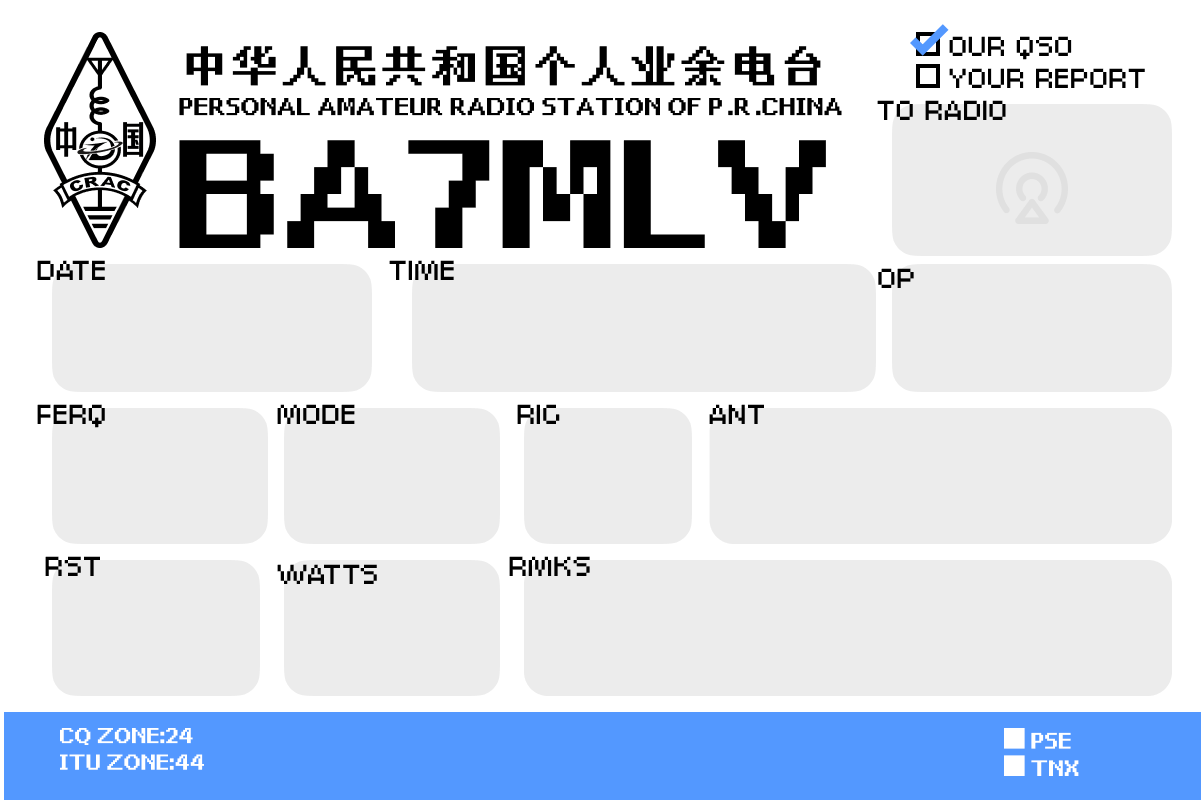 中华人民共和国个人业余电台
PERSONAL AMATEUR RADIO STATION OF P.R.CHINA
BA7MLV
中国
CRAC
OUR QSO
YOUR REPORT
TO RADIO
DATE
TIME
OP
FERQ
MODE
RIG
ANT
RST
WATTS
RMKS
CQ ZONE:24
ITU ZONE:44
PSE
TNX